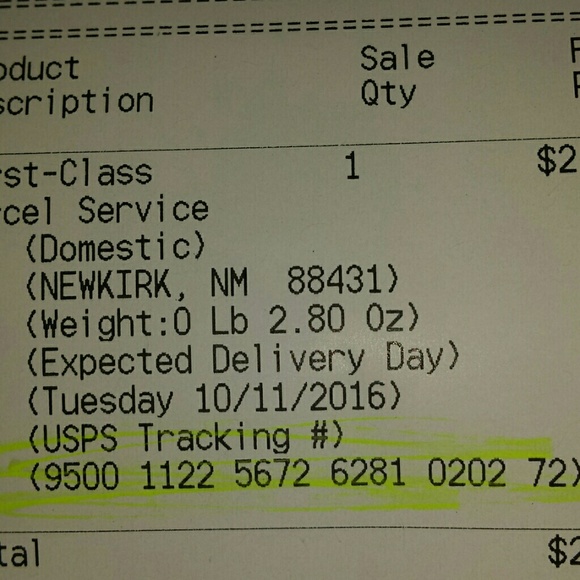 oduct Sale
scription Qty
rst-Class 1 $2
rcel Service
(Domestic)
(NEWKIRK, NM 88431)
(Weight:0 Lb 2.80 Oz)
(Expected Delivery Day)
(Tuesday 10/11/2016)
(USPS Tracking #)
(9500 1122 5672 6281 0202 72)
tal $2